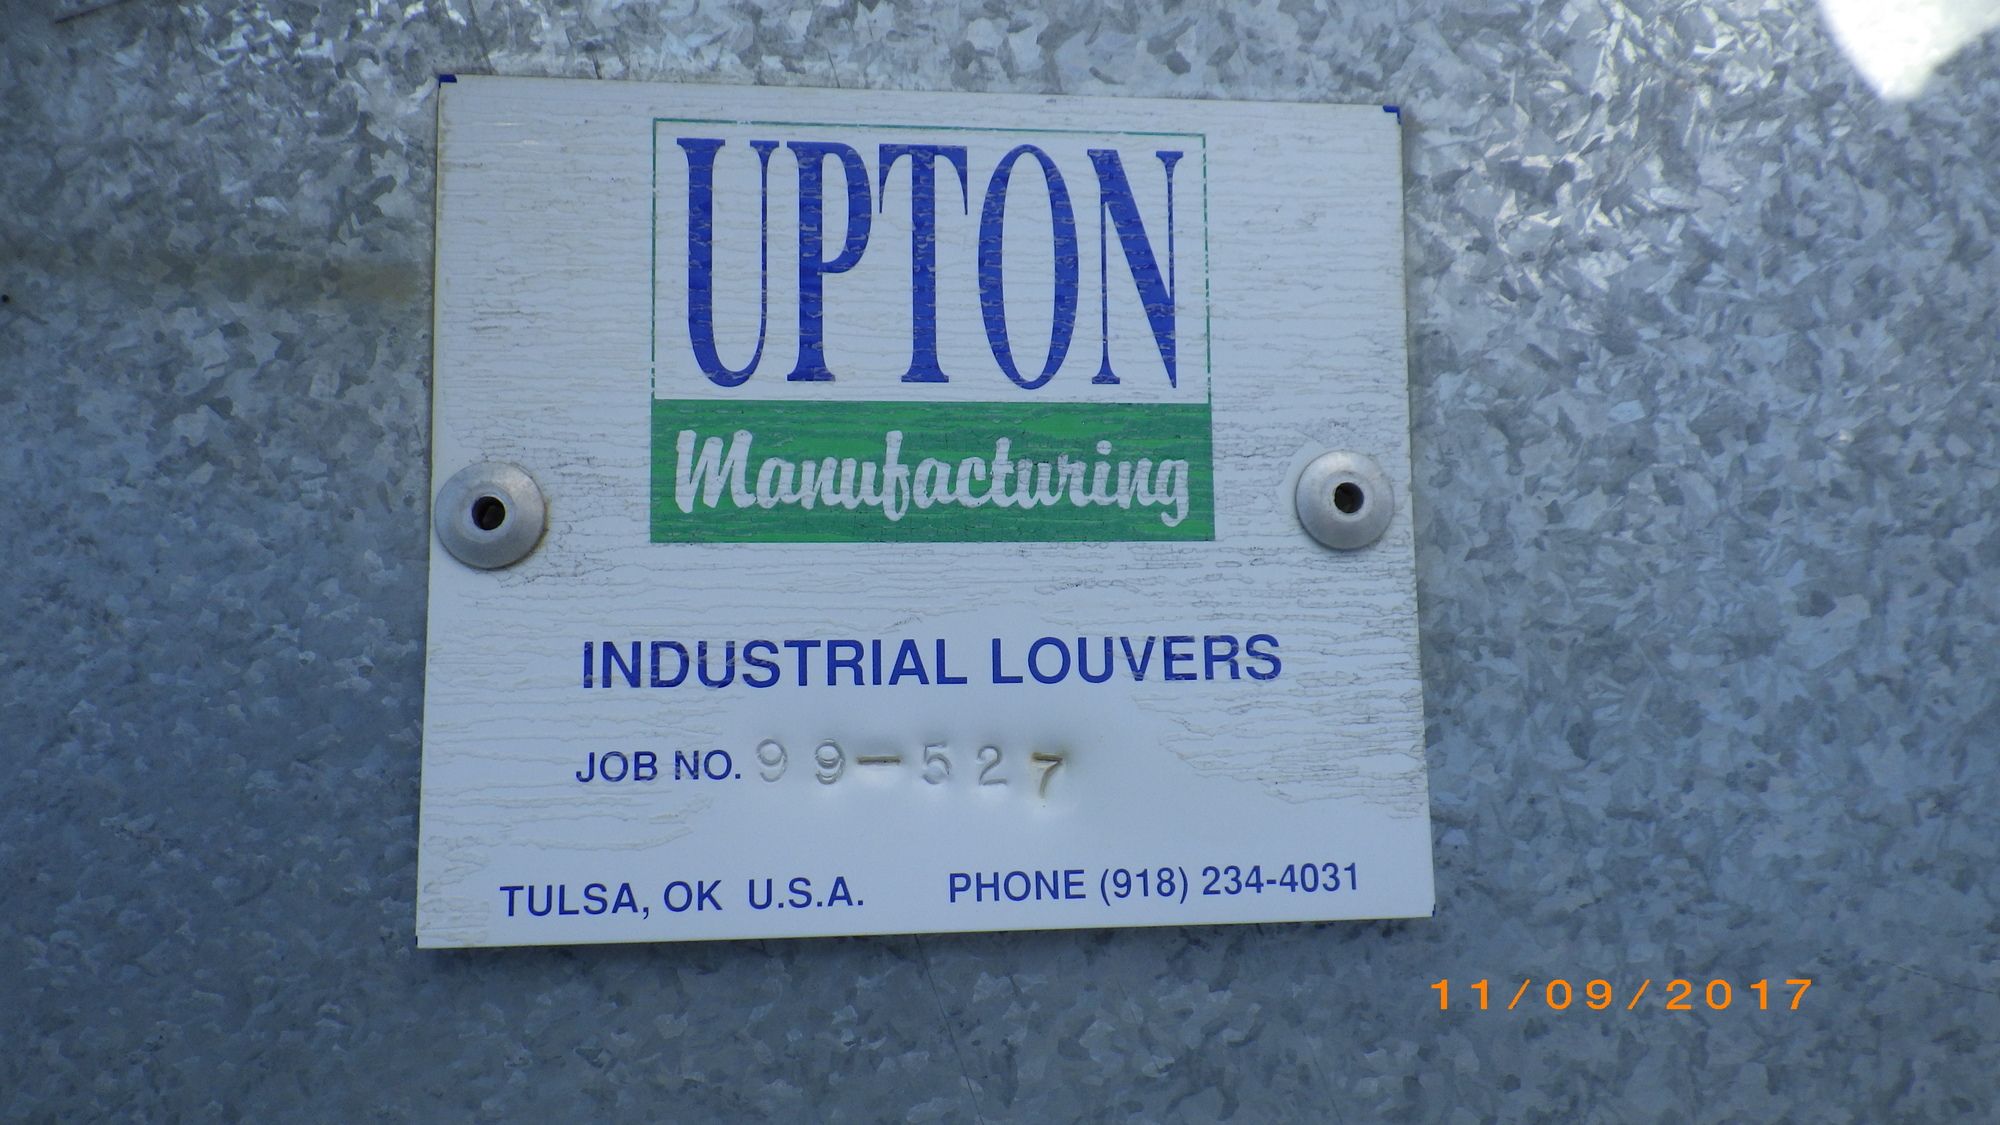 UPTON
Manufacturing
INDUSTRIAL LOUVERS
JOB NO. 99-527
TULSA, OK U.S.A. PHONE (918) 234-4031
11/09/2017